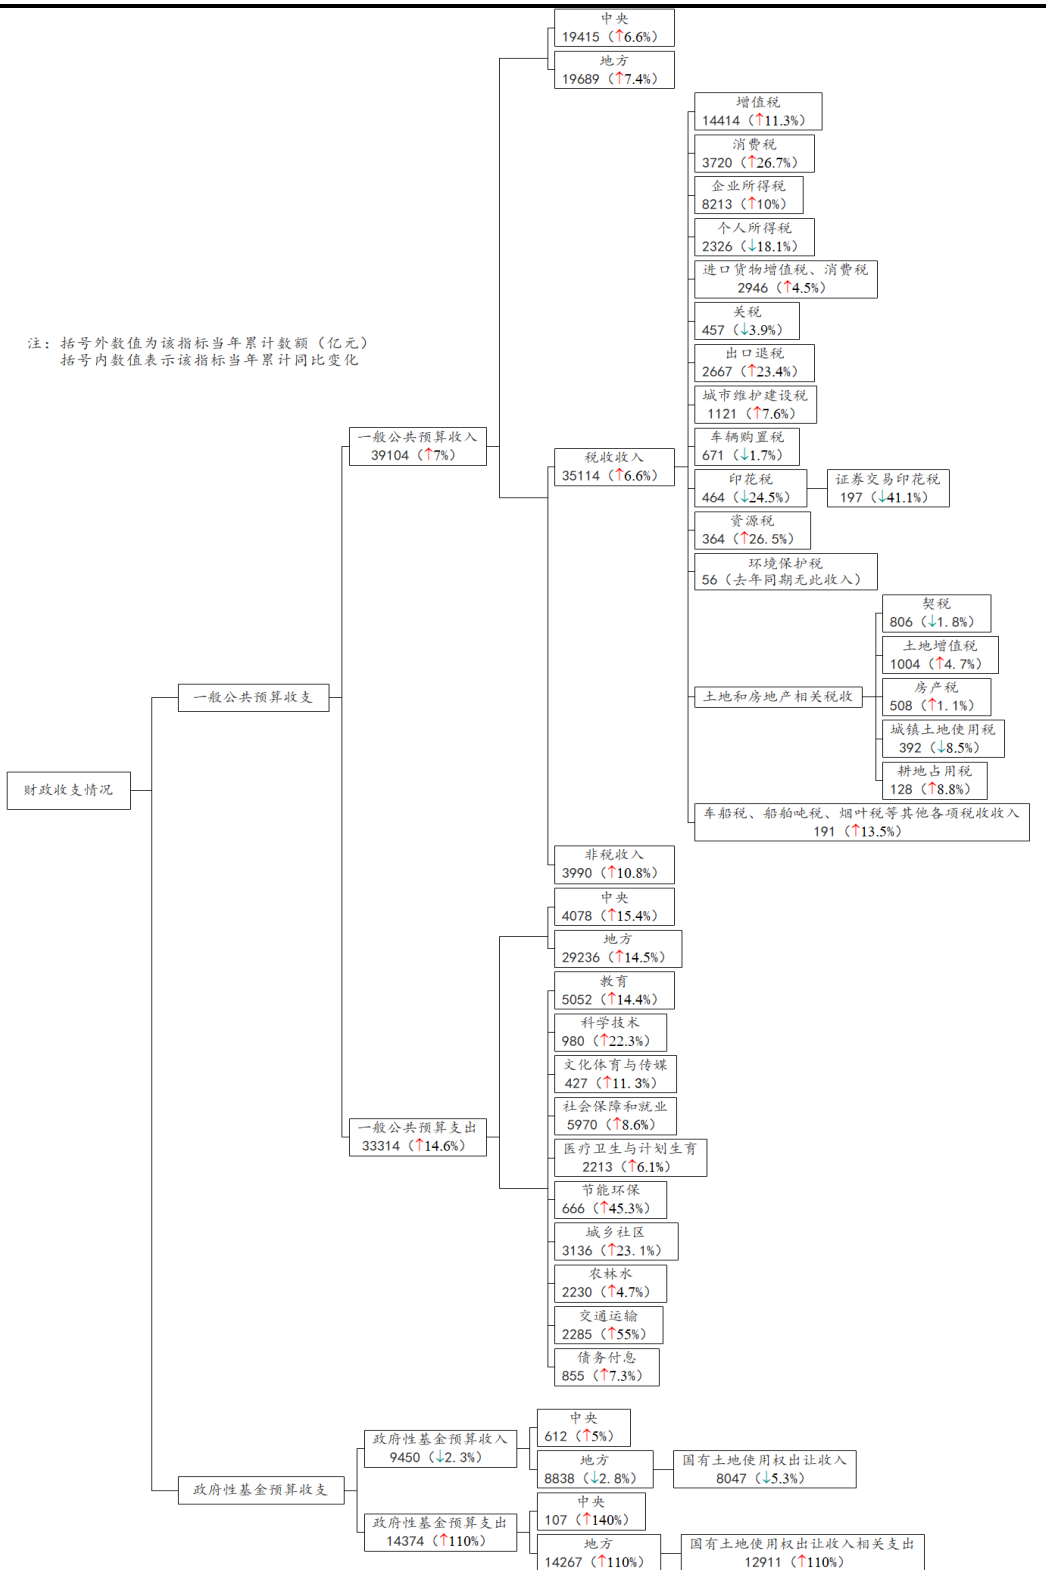 中央
19415（↑6.6%）
地方
19689（↑7.4%）
增值税
14414（↑11.3%）
消费税
3720（↑26.7%）
企业所得税
8213（↑10%）
个人所得税
2326（↓18.1%）
进口货物增值税、消费税
2946（↑4.5%）
关税
457（↓3.9%）
注：括号外数值为该指标当年累计数额（亿元）
括号内数值表示该指标当年累计同比变化
出口退税
2667（↑23.4%）
城市维护建设税
1121（↑7.6%）
一般公共预算收入
39104（↑7%）
车辆购置税
671（↓1.7%）
税收收入
35114（↑6.6%）
印花税
464（↓24.5%）
证券交易印花税
197（↓41.1%）
资源税
364（↑26.5%）
环境保护税
56（去年同期无此收入）
契税
806（↓1.8%）
土地增值税
1004（↑4.7%）
一般公共预算收支
土地和房地产相关税收
房产税
508（↑1.1%）
城镇土地使用税
392（↓8.5%）
财政收支情况
耕地占用税
128（↑8.8%）
车船税、船舶吨税、烟叶税等其他各项税收收入
191（↑13.5%）
非税收入
3990（↑10.8%）
中央
4078（↑15.4%）
地方
29236（↑14.5%）
教育
5052（↑14.4%）
科学技术
980（↑22.3%）
文化体育与传媒
427（↑11.3%）
社会保障和就业
5970（↑8.6%）
一般公共预算支出
33314（↑14.6%）
医疗卫生与计划生育
2213（↑6.1%）
节能环保
666（↑45.3%）
城乡社区
3136（↑23.1%）
农林水
2230（↑4.7%）
交通运输
2285（↑55%）
债务付息
855（↑7.3%）
中央
612（↑5%）
政府性基金预算收入
9450（↓2.3%）
地方
8838（↓2.8%）
国有土地使用权出让收入
8047（↓5.3%）
政府性基金预算收支
中央
107（↑140%）
政府性基金预算支出
14374（↑110%）
地方
14267（↑110%）
国有土地使用权出让收入相关支出
12911（↑110%）